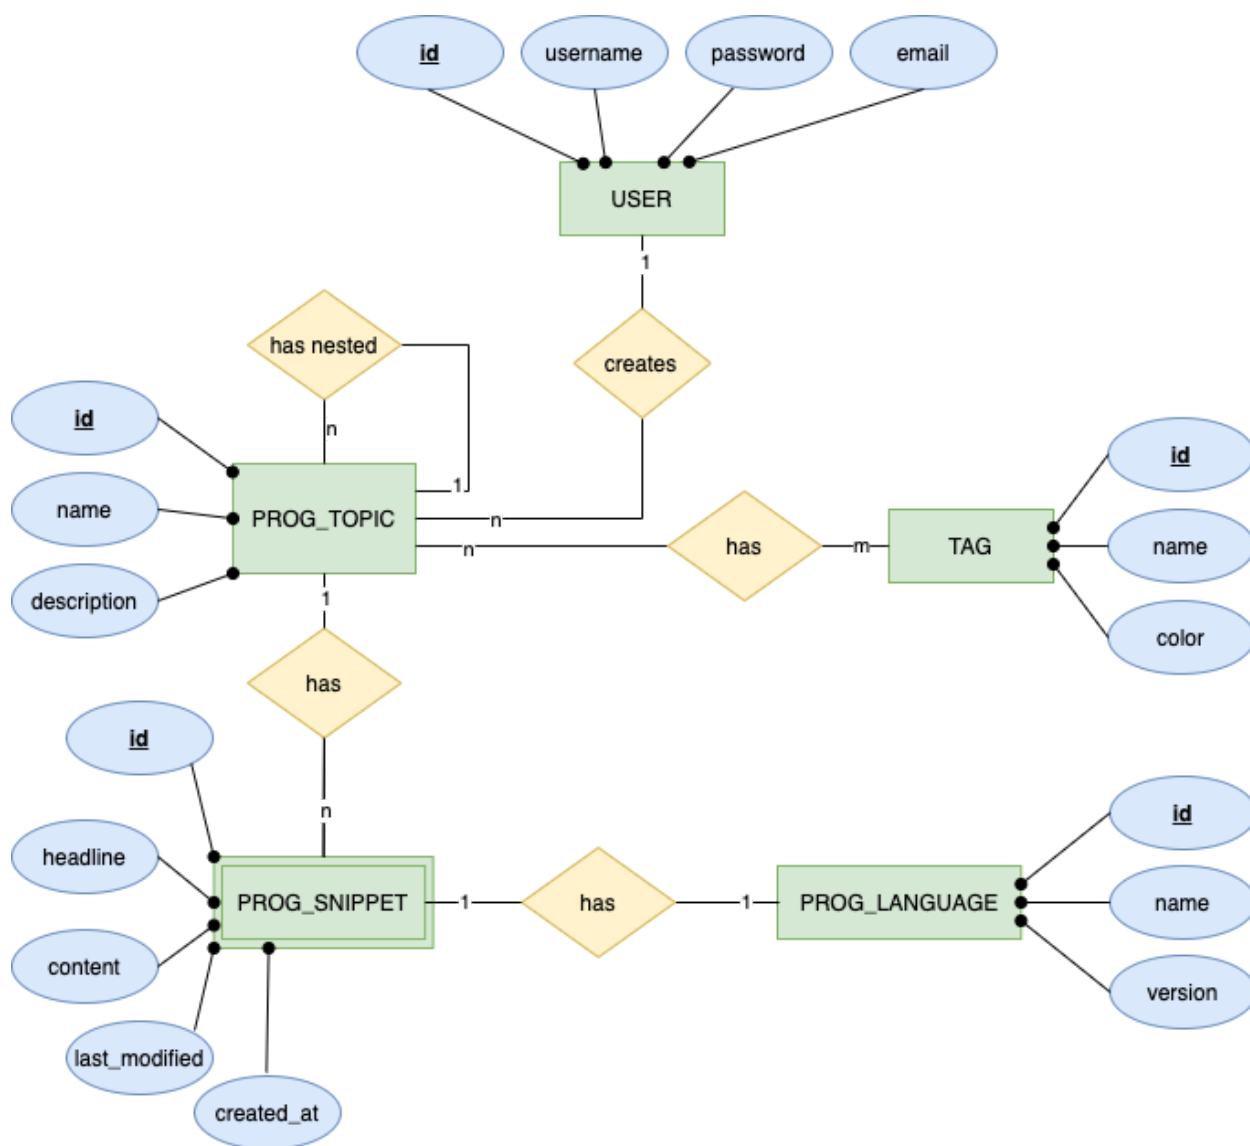 id
username
password
email
USER
1
has nested
creates
id
n
id
name
1
PROG_TOPIC
n
n
has
m
TAG
name
description
1
color
has
id
n
id
headline
PROG_SNIPPET
1
has
1
PROG_LANGUAGE
name
content
version
last_modified
created_at